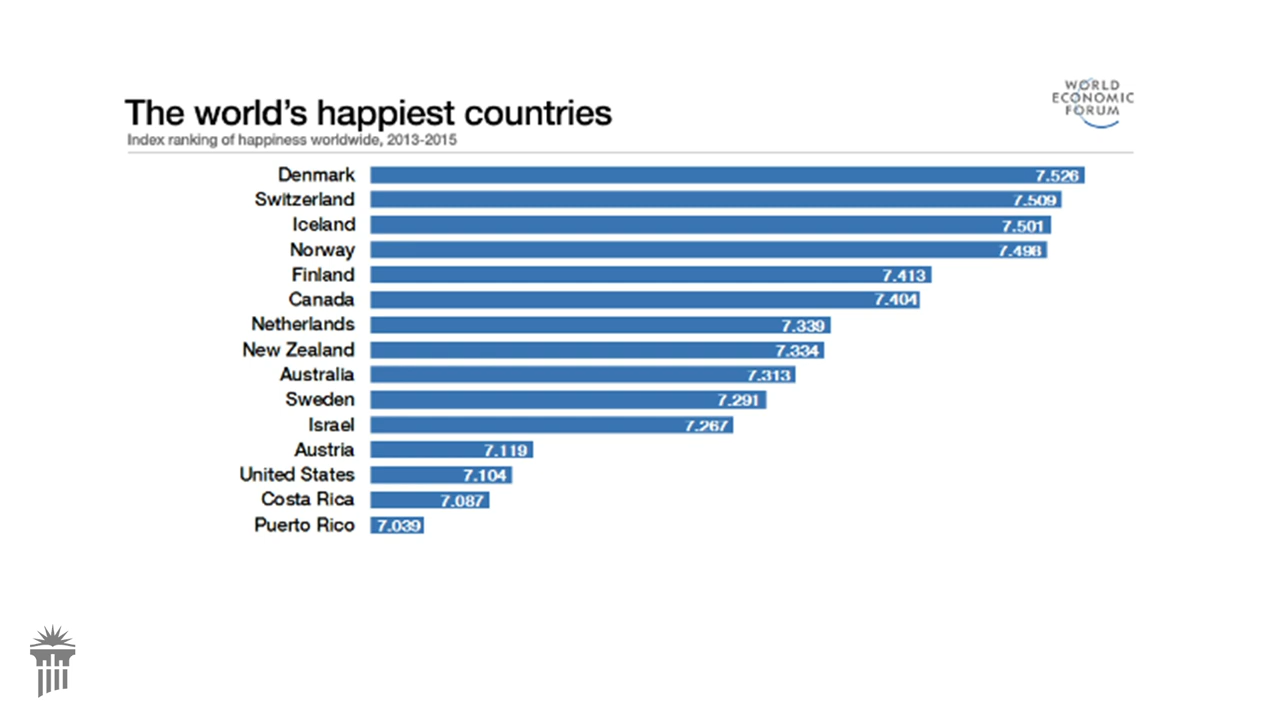 WORLD
ECONOMIC
FORUM
The world's happiest countries
Index ranking of happiness worldwide, 2013-2015
Denmark 7.526
Switzerland 7.509
Iceland 7.501
Norway 7.498
Finland 7.413
Canada 7.404
Netherlands 7.339
New Zealand 7.334
Australia 7.313
Sweden 7.291
Israel 7.267
Austria 7.119
United States 7.104
Costa Rica 7.087
Puerto Rico 7.039